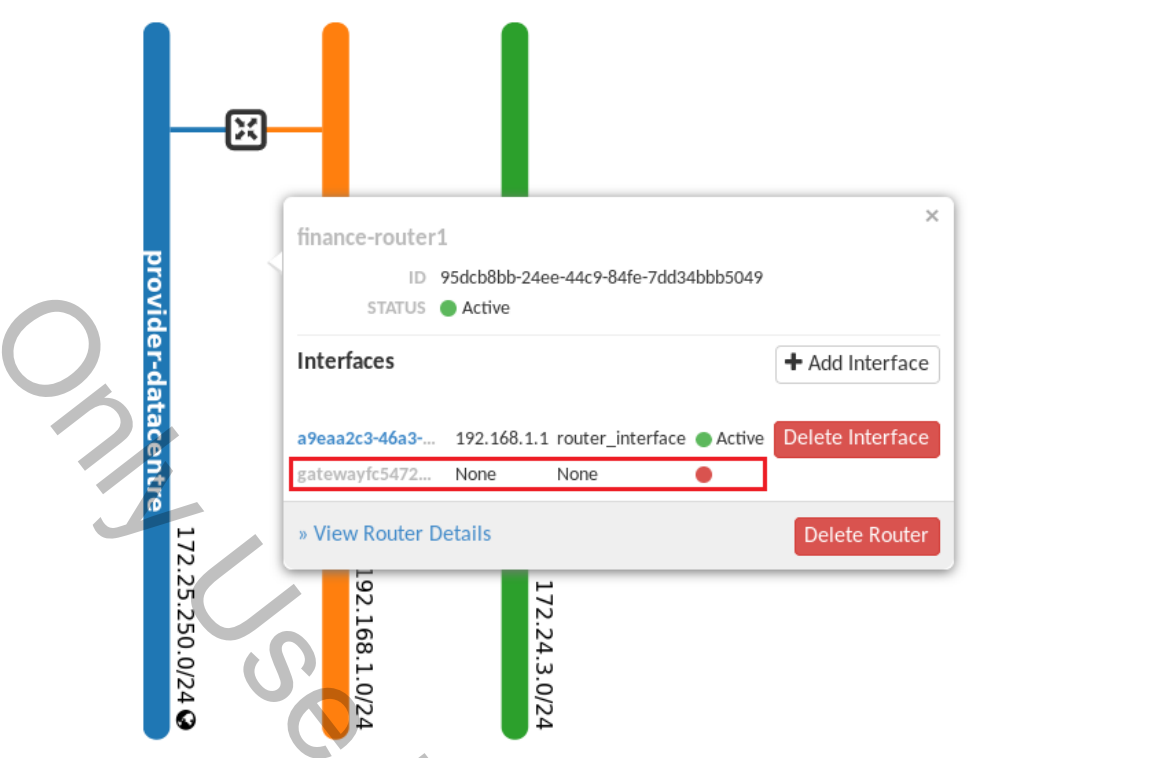 ×
finance-router1
ID 95dcb8bb-24ee-44c9-84fe-7dd34bbb5049
STATUS Active
Interfaces
+ Add Interface
a9eaa2c3-46a3-... 192.168.1.1 router_interface Active Delete Interface
gatewayfc5472... None None
» View Router Details Delete Router
provider-datacentre
172.25.250.0/24
192.168.1.0/24
172.24.3.0/24
Only Use